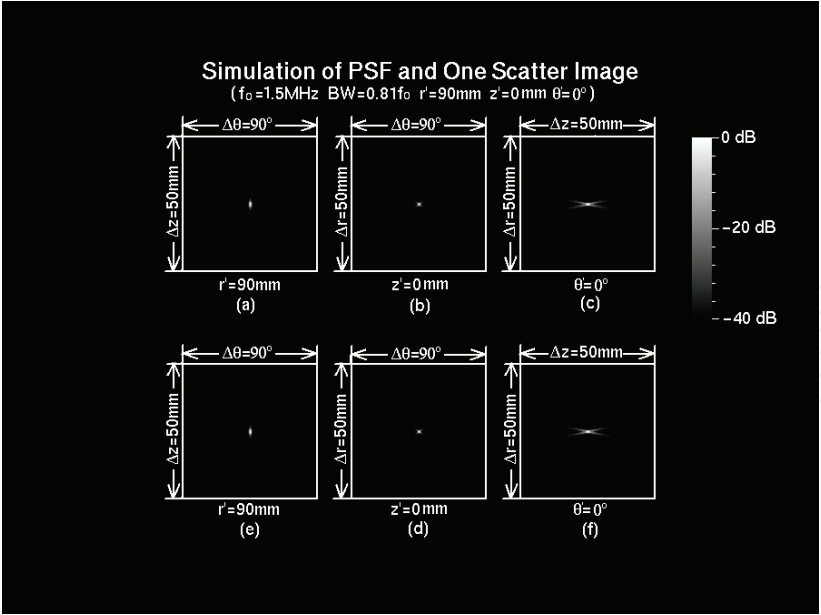 Simulation of PSF and One Scatter Image
(f₀=1.5MHz BW=0.81f₀ r'=90mm z'=0mm θ'=0°)
Δθ=90° Δθ=90° Δz=50mm
Δz=50mm Δr=50mm Δr=50mm
0 dB
-20 dB
-40 dB
r'=90mm z'=0mm θ'=0°
(a) (b) (c)
Δθ=90° Δθ=90° Δz=50mm
Δz=50mm Δr=50mm Δr=50mm
r'=90mm z'=0mm θ'=0°
(e) (d) (f)